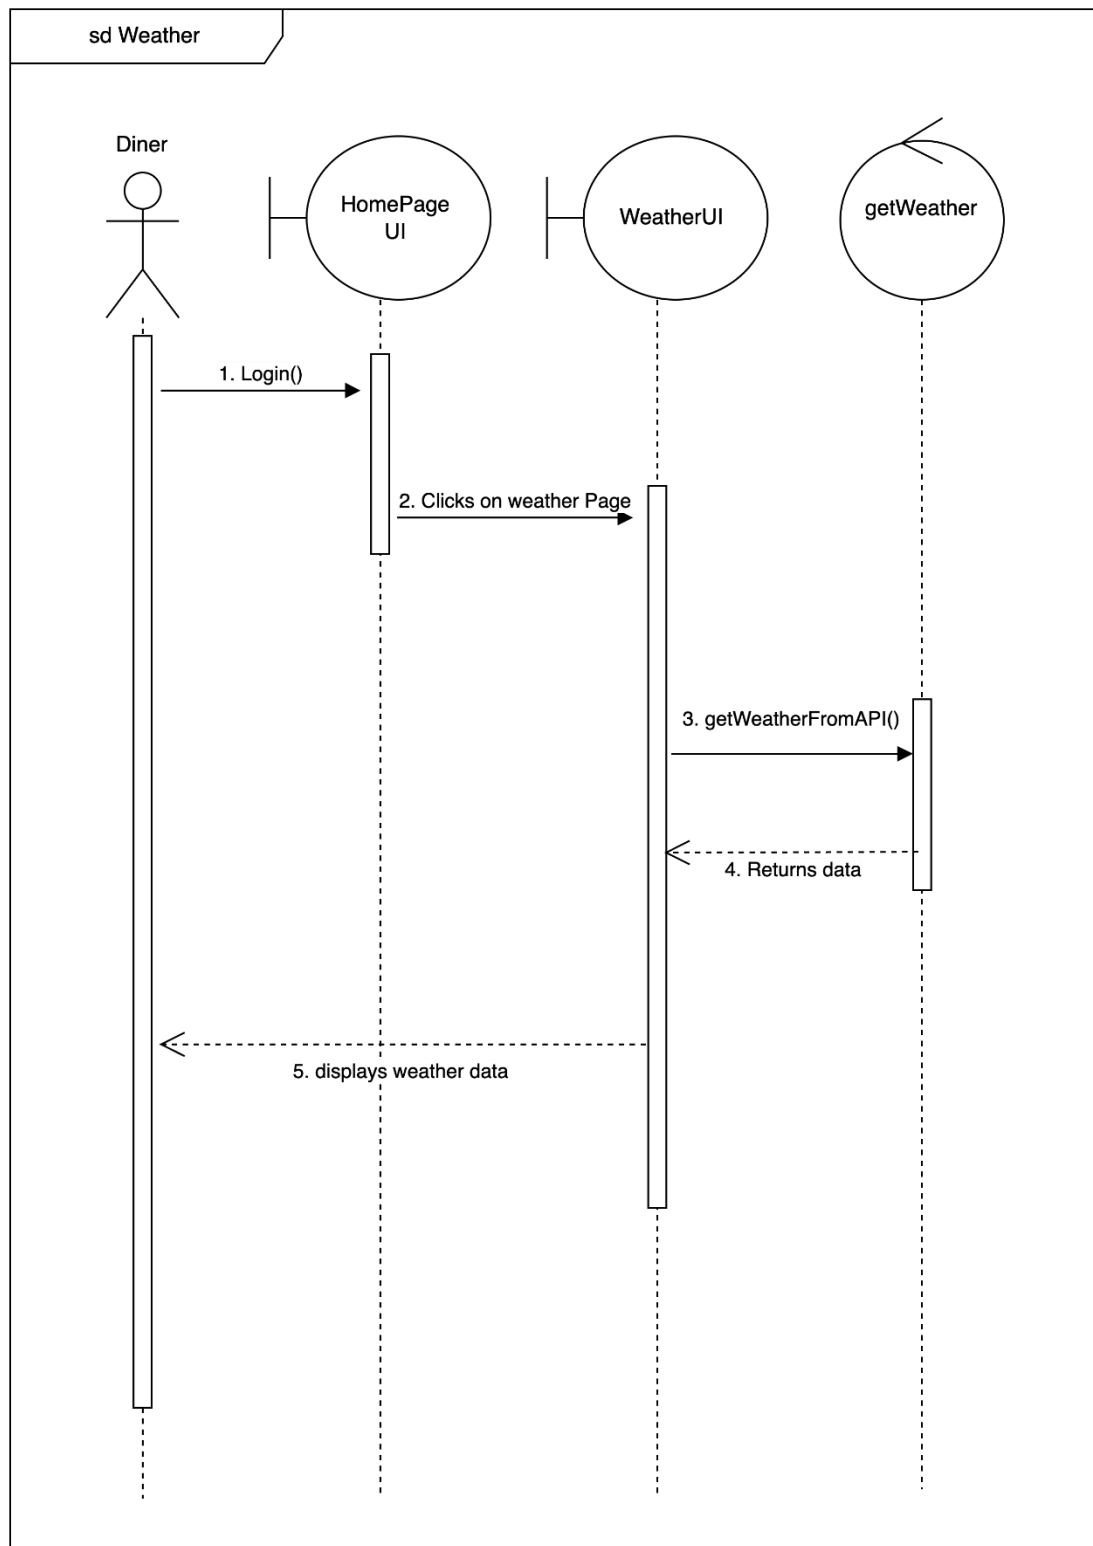 sd Weather
Diner
HomePage
UI
WeatherUI
getWeather
1. Login()
2. Clicks on weather Page
3. getWeatherFromAPI()
4. Returns data
5. displays weather data